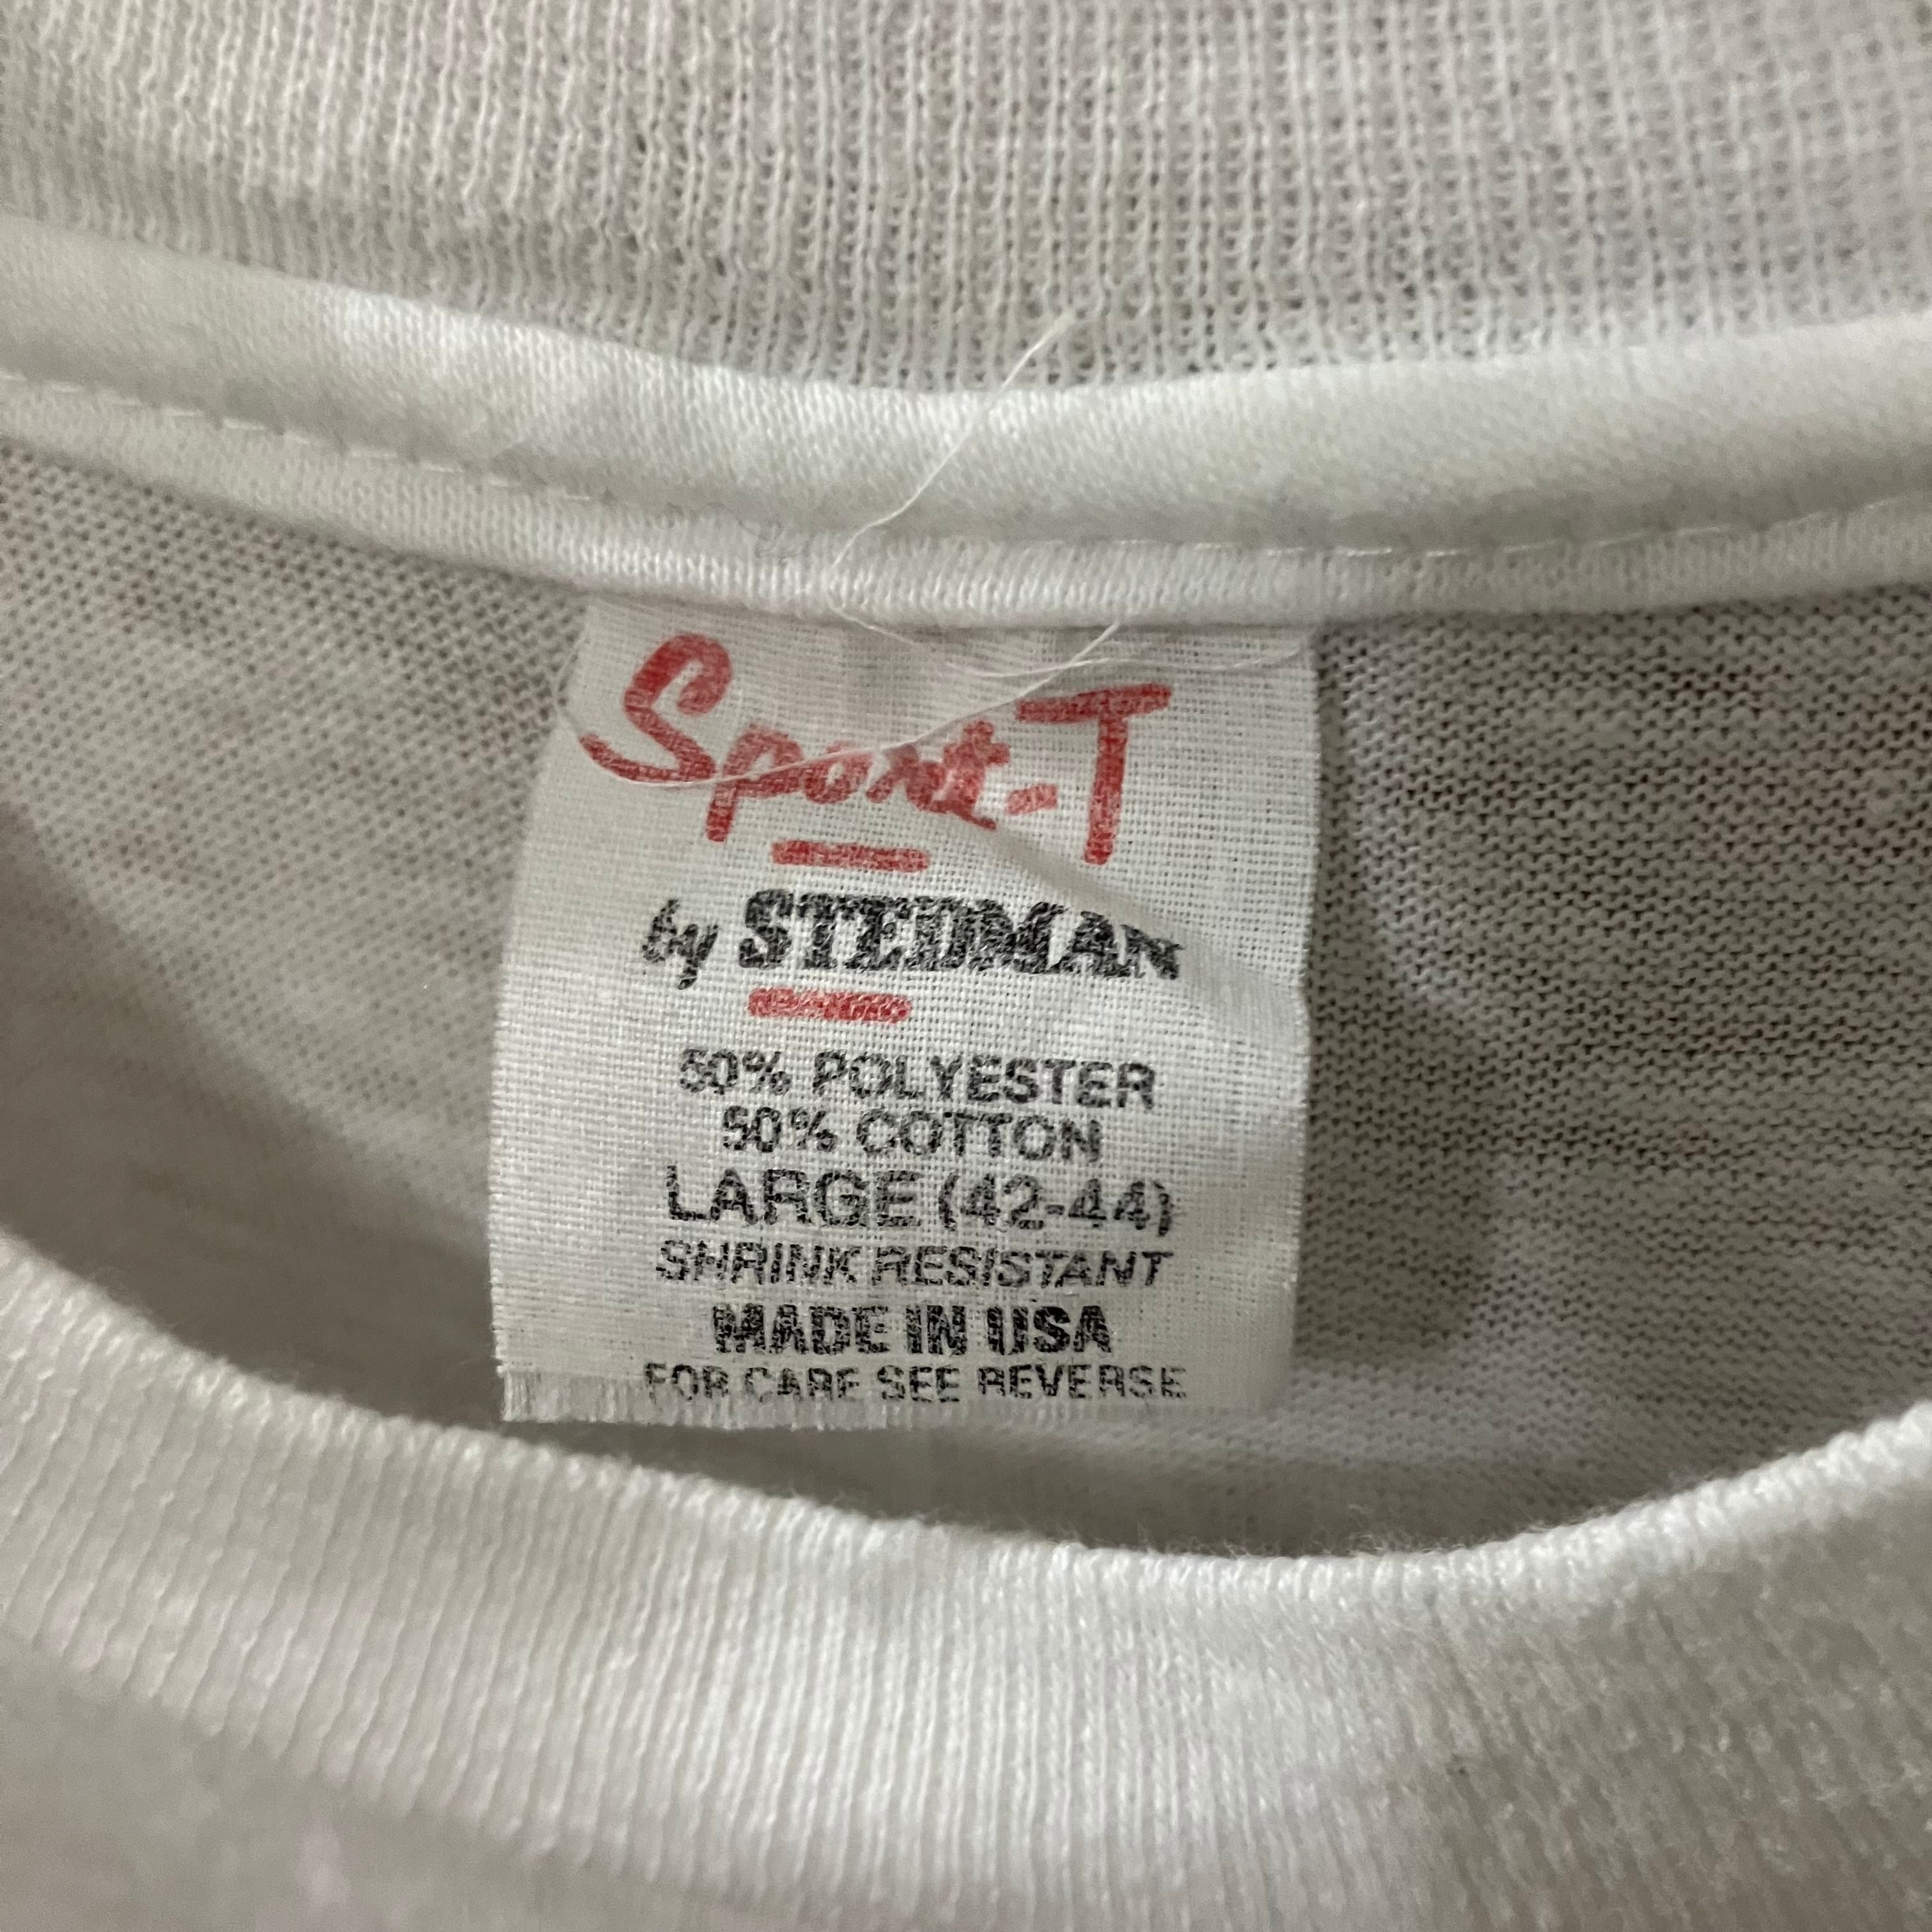 Sport-T
by STEDMAN
50% POLYESTER
50% COTTON
LARGE (42-44)
SHRINK RESISTANT
MADE IN USA
FOR CARE SEE REVERSE